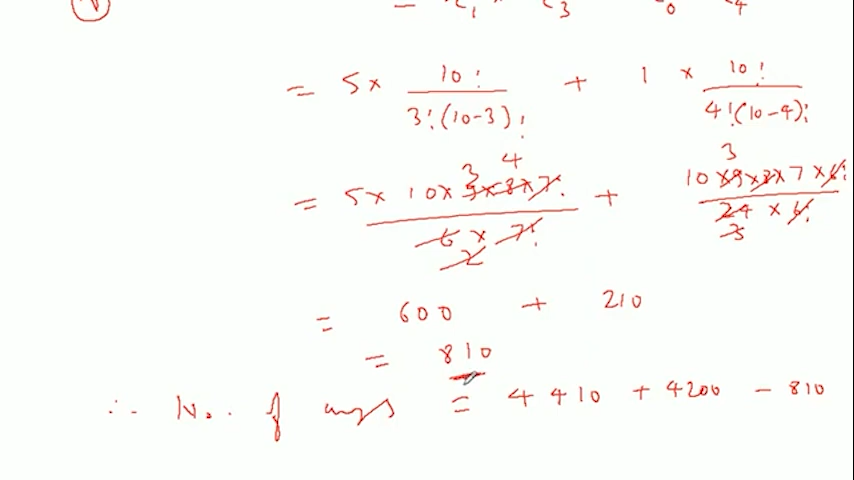 = 5 × 10! / 3!(10-3)! + 1 × 10! / 4!(10-4)!
= 5 × 10 × 9 × 8 × 7! / 6 × 7! + 10 × 9 × 8 × 7 × 6! / 24 × 6!
= 600 + 210
= 810
∴ No. of ways = 4410 + 4200 - 810